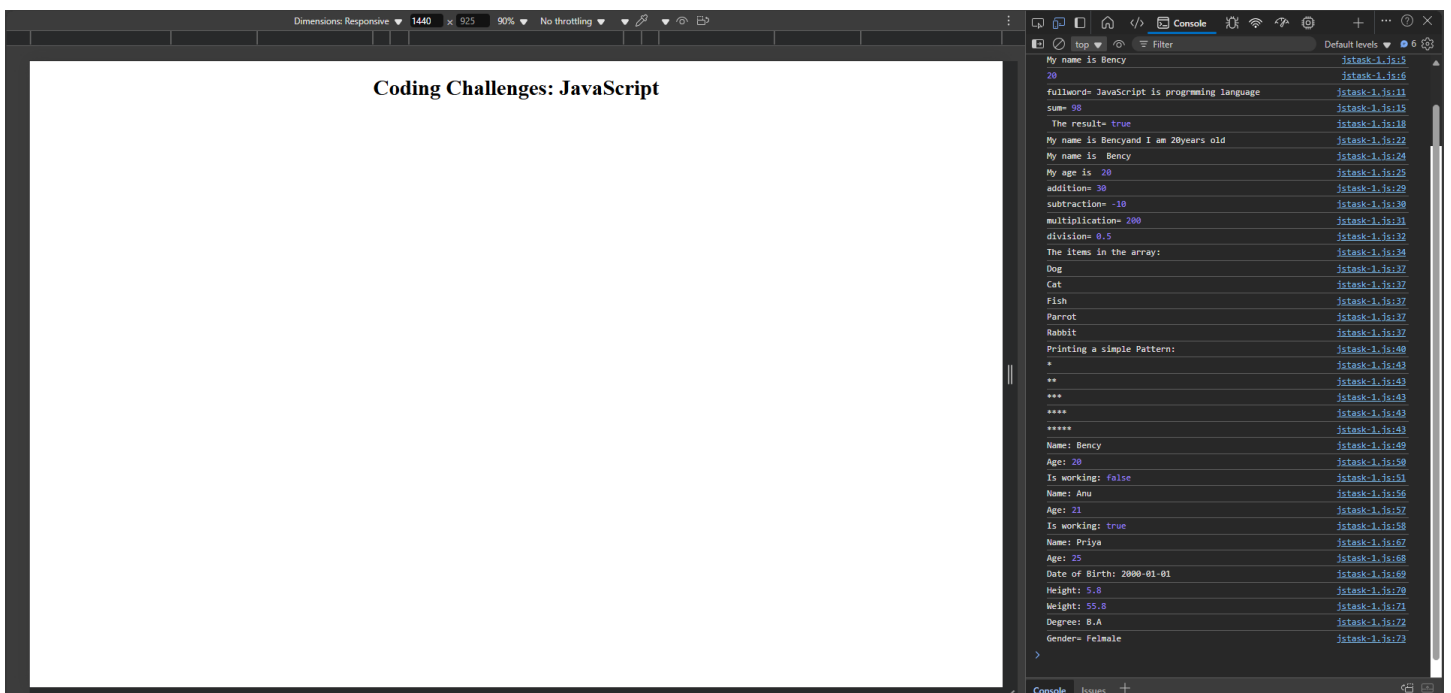 Dimensions: Responsive ▼ 1440 x 925 90% ▼ No throttling ▼
Console
top ▼ Filter Default levels ▼ 6
Coding Challenges: JavaScript
My name is Bency jstask-1.js:5
20 jstask-1.js:6
fullword= JavaScript is progrmming language jstask-1.js:11
sum= 98 jstask-1.js:15
The result= true jstask-1.js:18
My name is Bencyand I am 20years old jstask-1.js:22
My name is  Bency jstask-1.js:24
My age is  20 jstask-1.js:25
addition= 30 jstask-1.js:29
subtraction= -10 jstask-1.js:30
multiplication= 200 jstask-1.js:31
division= 0.5 jstask-1.js:32
The items in the array: jstask-1.js:34
Dog jstask-1.js:37
Cat jstask-1.js:37
Fish jstask-1.js:37
Parrot jstask-1.js:37
Rabbit jstask-1.js:37
Printing a simple Pattern: jstask-1.js:40
* jstask-1.js:43
** jstask-1.js:43
*** jstask-1.js:43
**** jstask-1.js:43
***** jstask-1.js:43
Name: Bency jstask-1.js:49
Age: 20 jstask-1.js:50
Is working: false jstask-1.js:51
Name: Anu jstask-1.js:56
Age: 21 jstask-1.js:57
Is working: true jstask-1.js:58
Name: Priya jstask-1.js:67
Age: 25 jstask-1.js:68
Date of Birth: 2000-01-01 jstask-1.js:69
Height: 5.8 jstask-1.js:70
Weight: 55.8 jstask-1.js:71
Degree: B.A jstask-1.js:72
Gender= Felmale jstask-1.js:73
>
Console Issues +